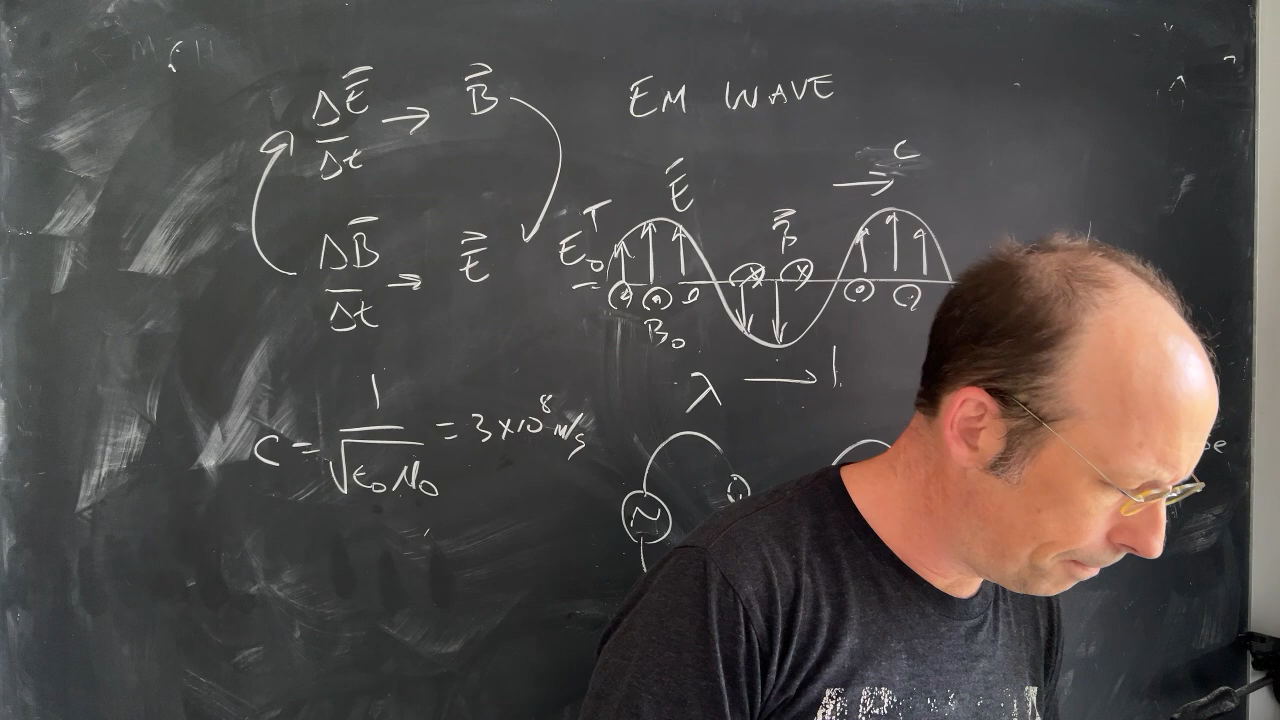 ΔE⃗/Δt → B⃗
ΔB⃗/Δt → E⃗
c = 1/√ε₀μ₀ = 3×10⁸ m/s
EM WAVE
c →
E⃗
E₀
B⃗
B₀
λ →
~